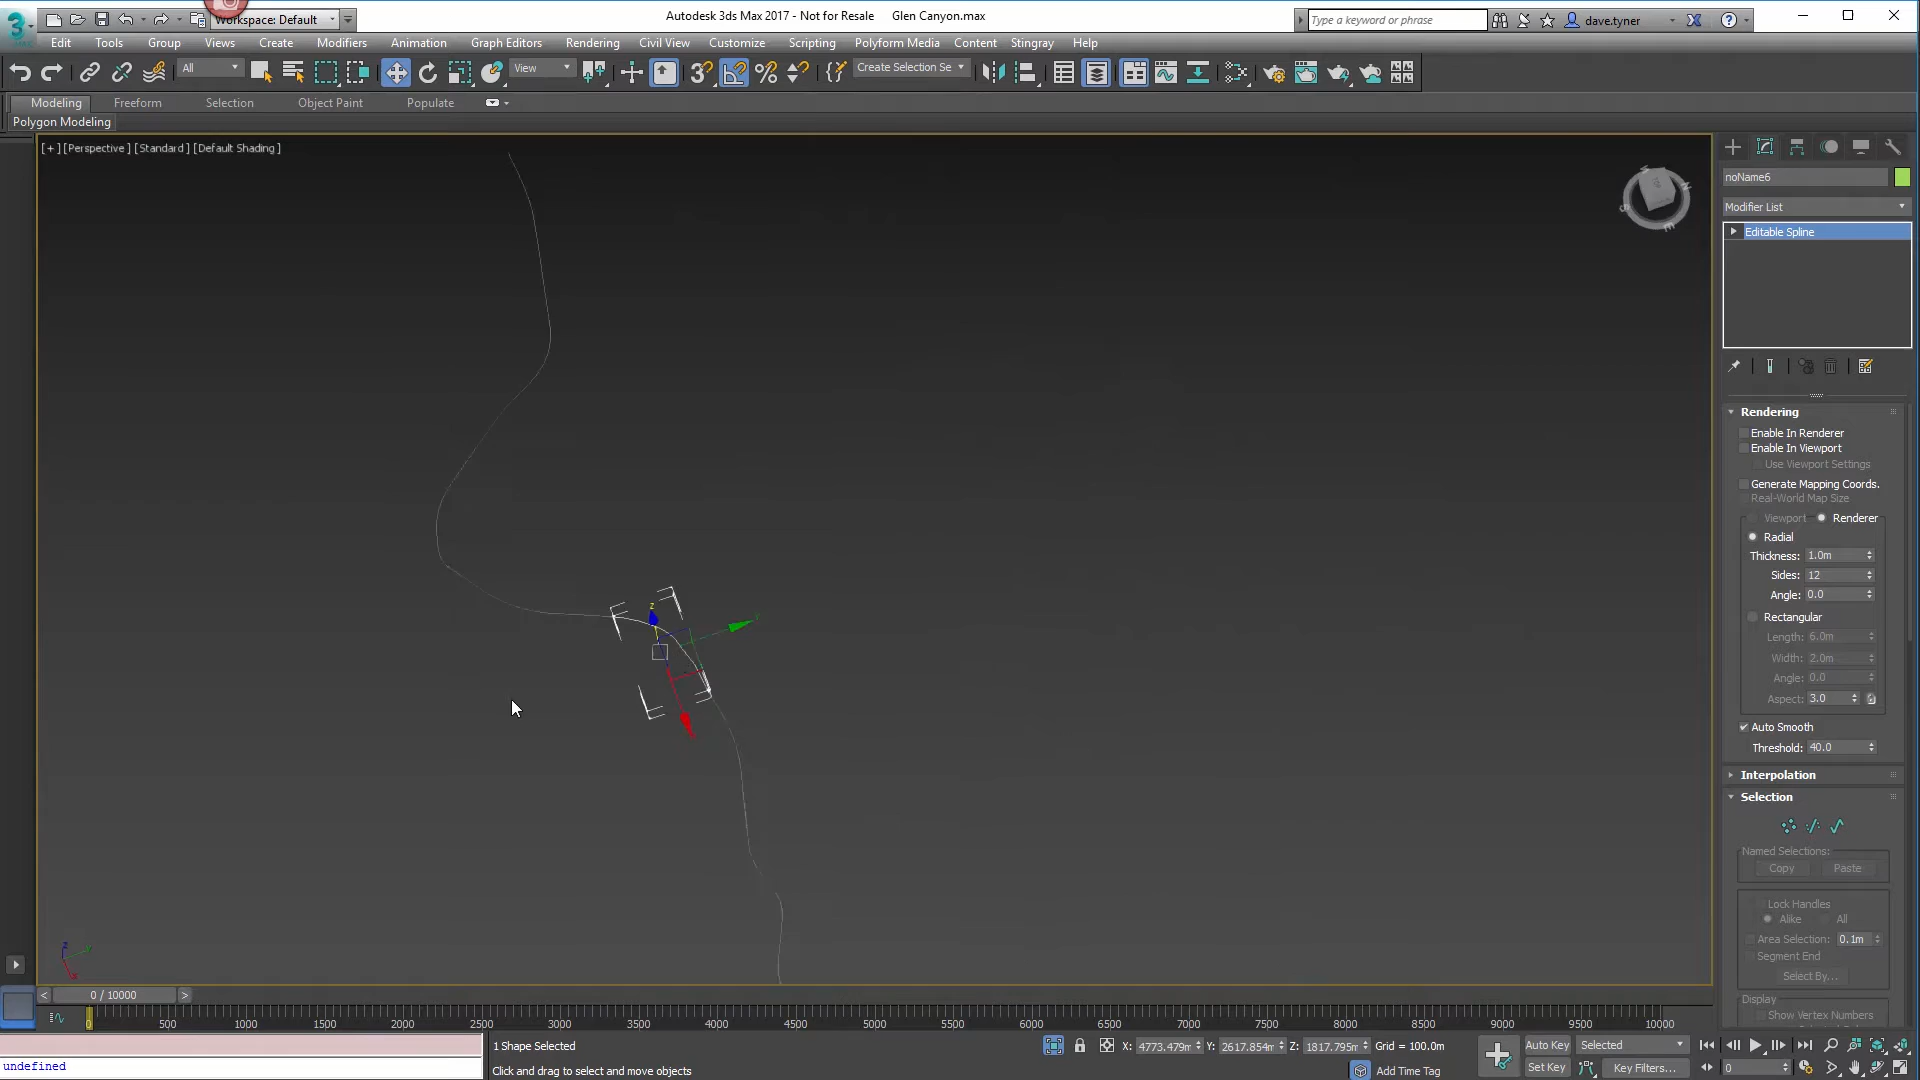 Workspace: Default
Autodesk 3ds Max 2017 - Not for Resale Glen Canyon.max
Type a keyword or phrase
dave.tyner
Edit Tools Group Views Create Modifiers Animation Graph Editors Rendering Civil View Customize Scripting Polyform Media Content Stingray Help
All
View
Create Selection Se
Modeling Freeform Selection Object Paint Populate
Polygon Modeling
[+] [Perspective] [Standard] [Default Shading]
noName6
Modifier List
Editable Spline
Rendering
Enable In Renderer
Enable In Viewport
Use Viewport Settings
Generate Mapping Coords.
Real-World Map Size
Viewport Renderer
Radial
Thickness: 1.0m
Sides: 12
Angle: 0.0
Rectangular
Length: 6.0m
Width: 2.0m
Angle: 0.0
Aspect: 3.0
Auto Smooth
Threshold: 40.0
Interpolation
Selection
Named Selections:
Copy Paste
Lock Handles
Alike All
Area Selection: 0.1m
Segment End
Select By...
Display
Show Vertex Numbers
z
z
x
< 0 / 10000 >
0 500 1000 1500 2000 2500 3000 3500 4000 4500 5000 5500 6000 6500 7000 7500 8000 8500 9000 9500 10000
undefined
1 Shape Selected
Click and drag to select and move objects
X: 4773.479m Y: 2617.854m Z: 1817.795m Grid = 100.0m
Add Time Tag
Auto Key Selected
Set Key Key Filters...
0